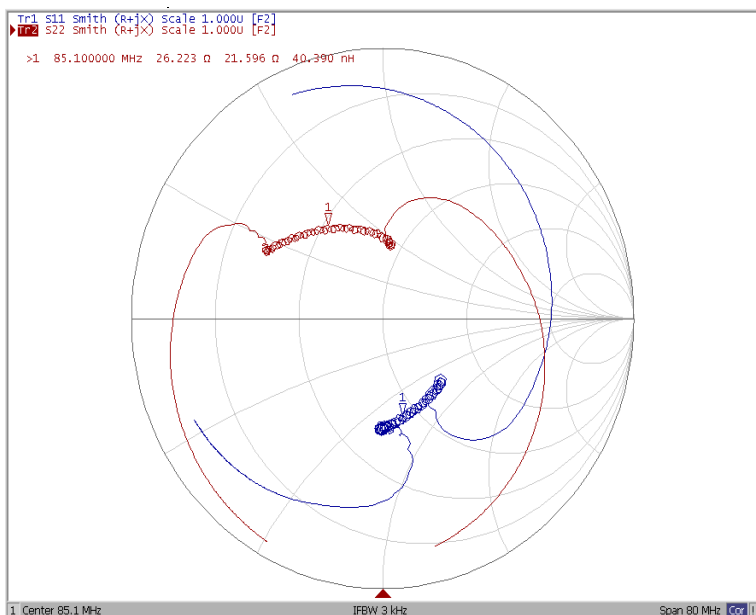 Tr1 S11 Smith (R+jX) Scale 1.000U [F2]
Tr2 S22 Smith (R+jX) Scale 1.000U [F2]
>1 85.100000 MHz 26.223 Ω 21.596 Ω 40.390 nH
1
1
1 Center 85.1 MHz IFBW 3 kHz Span 80 MHz Cor